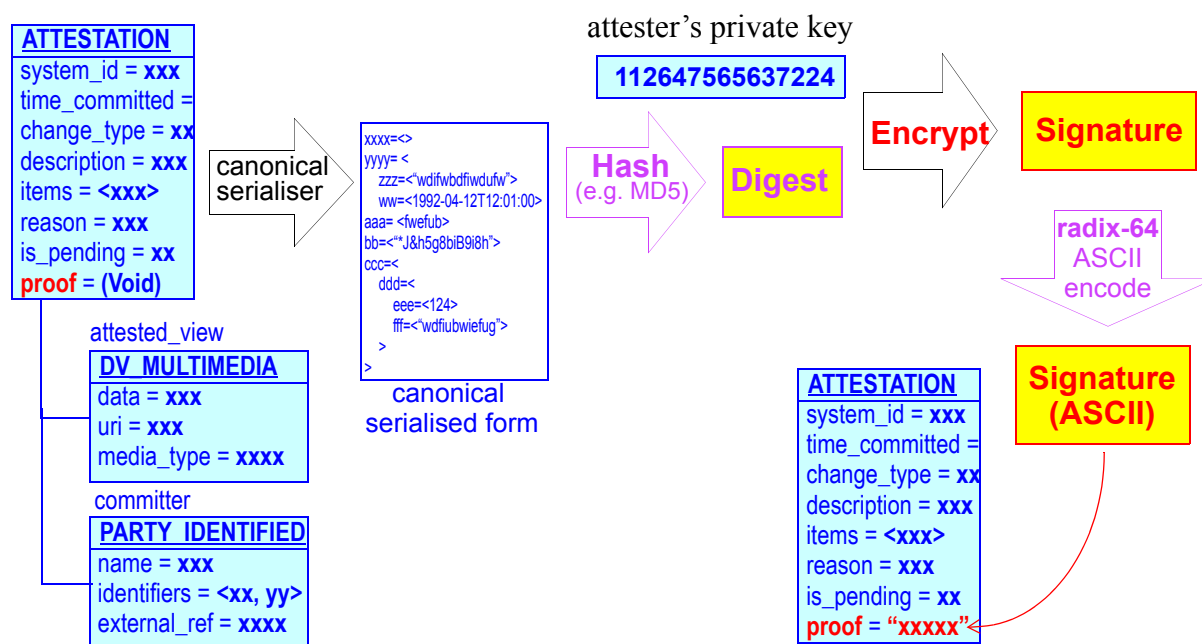 ATTESTATION
system_id = xxx
time_committed =
change_type = xx
description = xxx
items = <xxx>
reason = xxx
is_pending = xx
proof = (Void)
attested_view
DV_MULTIMEDIA
data = xxx
uri = xxx
media_type = xxxx
committer
PARTY_IDENTIFIED
name = xxx
identifiers = <xx, yy>
external_ref = xxxx
canonical
serialiser
xxxx=<>
yyyy= <
zzz=<“wdifwbdfiwdufw”>
ww=<1992-04-12T12:01:00>
aaa= <fwefub>
bb=<“*J&h5g8biB9i8h”>
ccc=<
ddd=<
eee=<124>
fff=<“wdfiubwiefug”>
>
>
canonical
serialised form
attester’s private key
112647565637224
Hash
(e.g. MD5)
Digest
Encrypt
Signature
radix-64
ASCII
encode
Signature
(ASCII)
ATTESTATION
system_id = xxx
time_committed =
change_type = xx
description = xxx
items = <xxx>
reason = xxx
is_pending = xx
proof = “xxxxx”